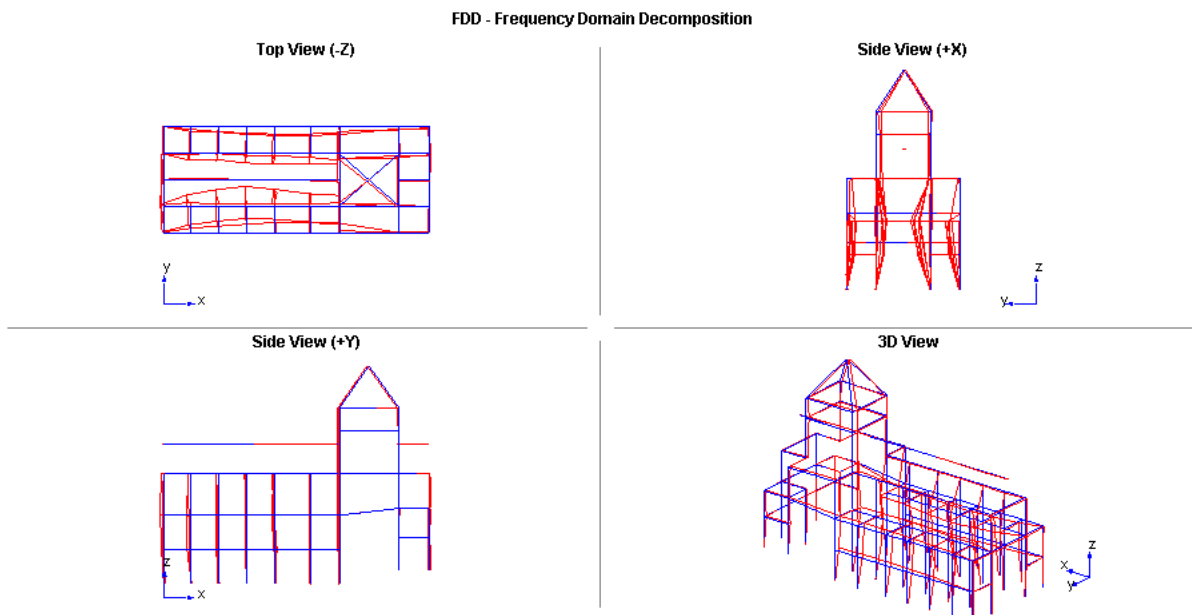 FDD - Frequency Domain Decomposition
Top View (-Z)
Side View (+X)
y
x
z
y
Side View (+Y)
3D View
z
x
z
x
y